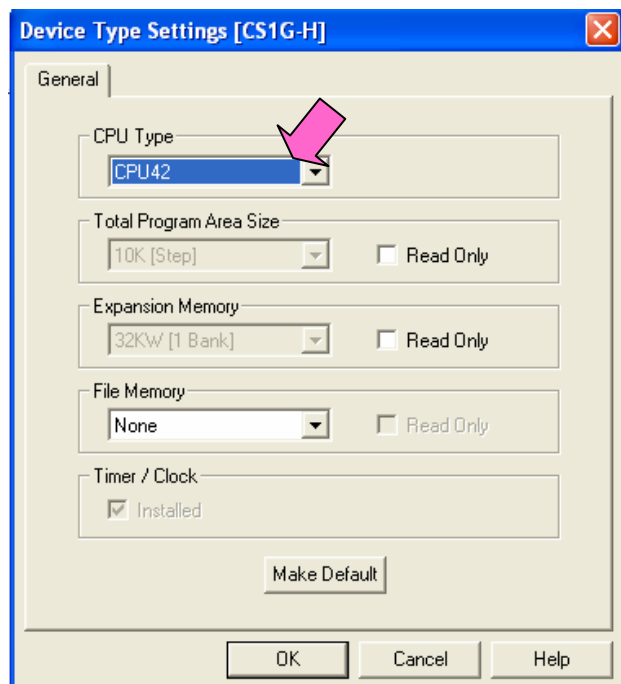 Device Type Settings [CS1G-H]
General
CPU Type
CPU42
Total Program Area Size
10K [Step]
Read Only
Expansion Memory
32KW [1 Bank]
Read Only
File Memory
None
Read Only
Timer / Clock
Installed
Make Default
OK Cancel Help